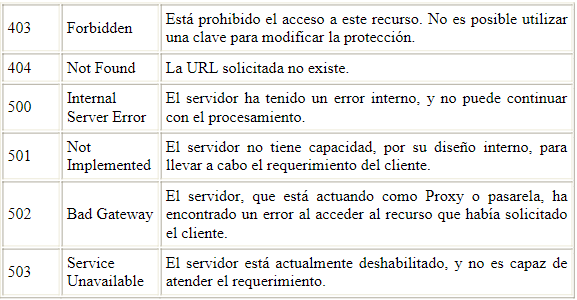 403 Forbidden Está prohibido el acceso a este recurso. No es posible utilizar
una clave para modificar la protección.
404 Not Found La URL solicitada no existe.
500 Internal El servidor ha tenido un error interno, y no puede continuar
Server Error con el procesamiento.
501 Not El servidor no tiene capacidad, por su diseño interno, para
Implemented llevar a cabo el requerimiento del cliente.
El servidor, que está actuando como Proxy o pasarela, ha
502 Bad Gateway encontrado un error al acceder al recurso que había solicitado
el cliente.
503 Service El servidor está actualmente deshabilitado, y no es capaz de
Unavailable atender el requerimiento.